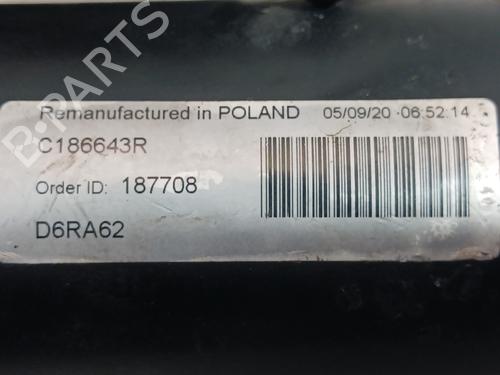 Remanufactured in POLAND 05/09/20 -06:52:14
C186643R
Order ID: 187708
D6RA62
B-PARTS